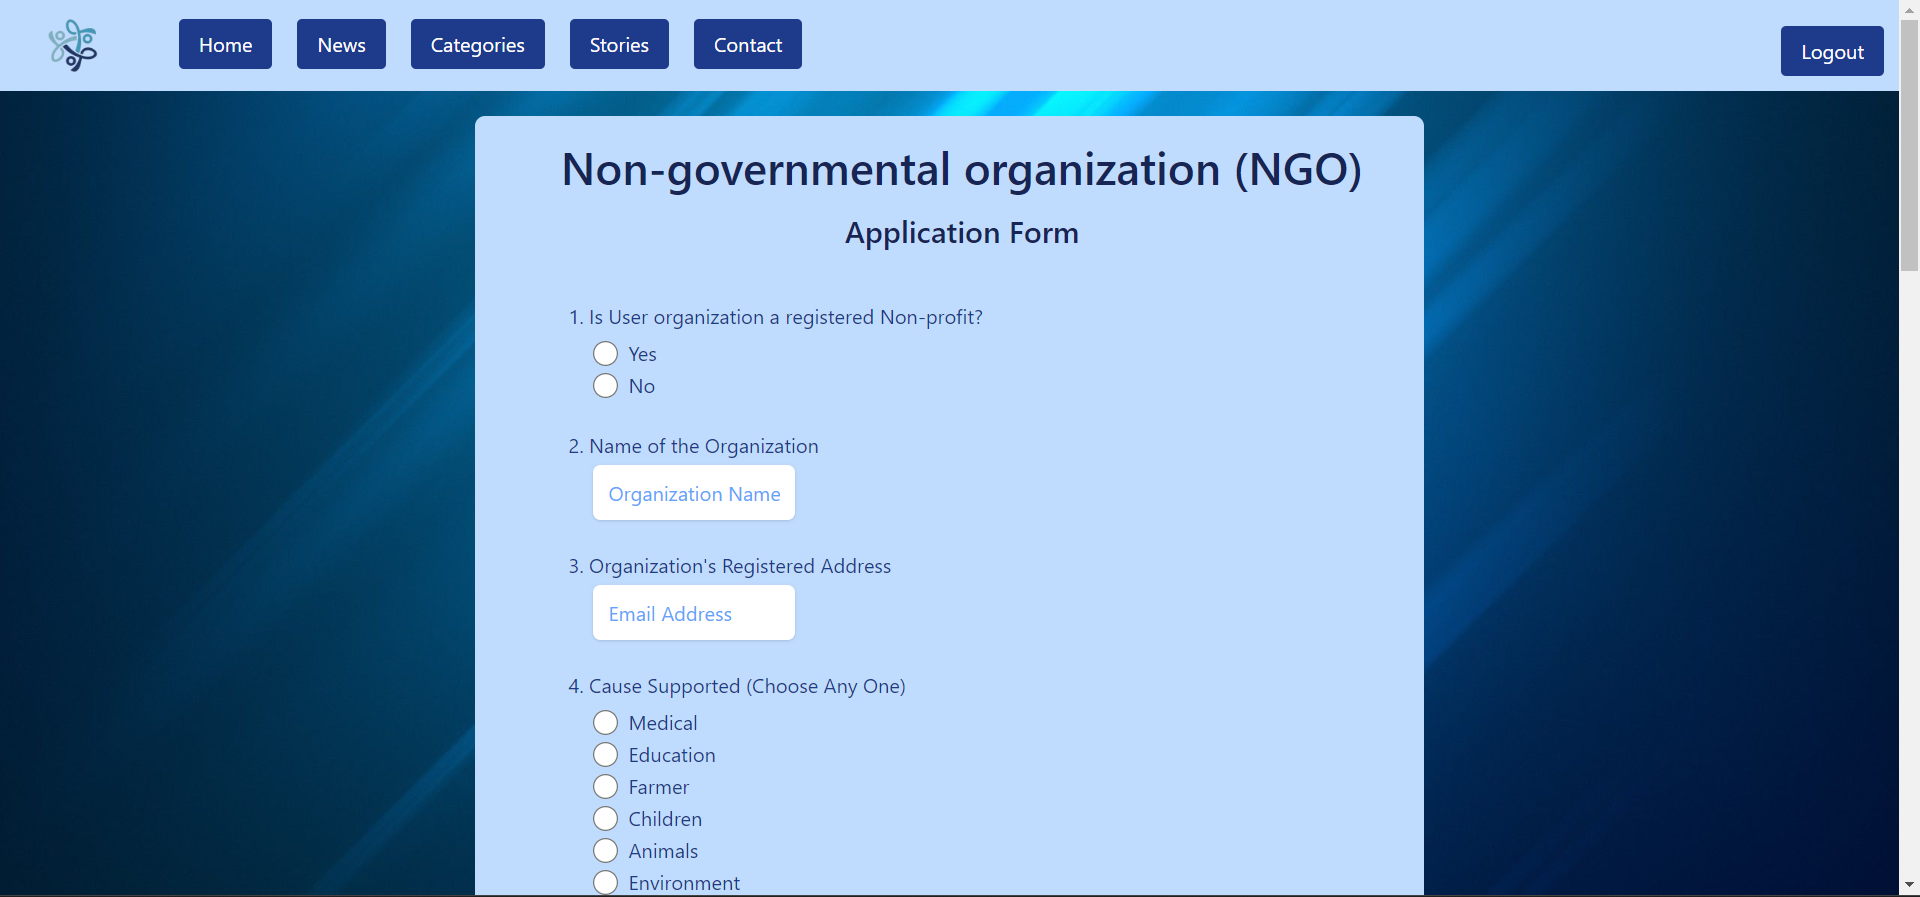 Home News Categories Stories Contact Logout
Non-governmental organization (NGO)
Application Form
1. Is User organization a registered Non-profit?
Yes
No
2. Name of the Organization
Organization Name
3. Organization's Registered Address
Email Address
4. Cause Supported (Choose Any One)
Medical
Education
Farmer
Children
Animals
Environment